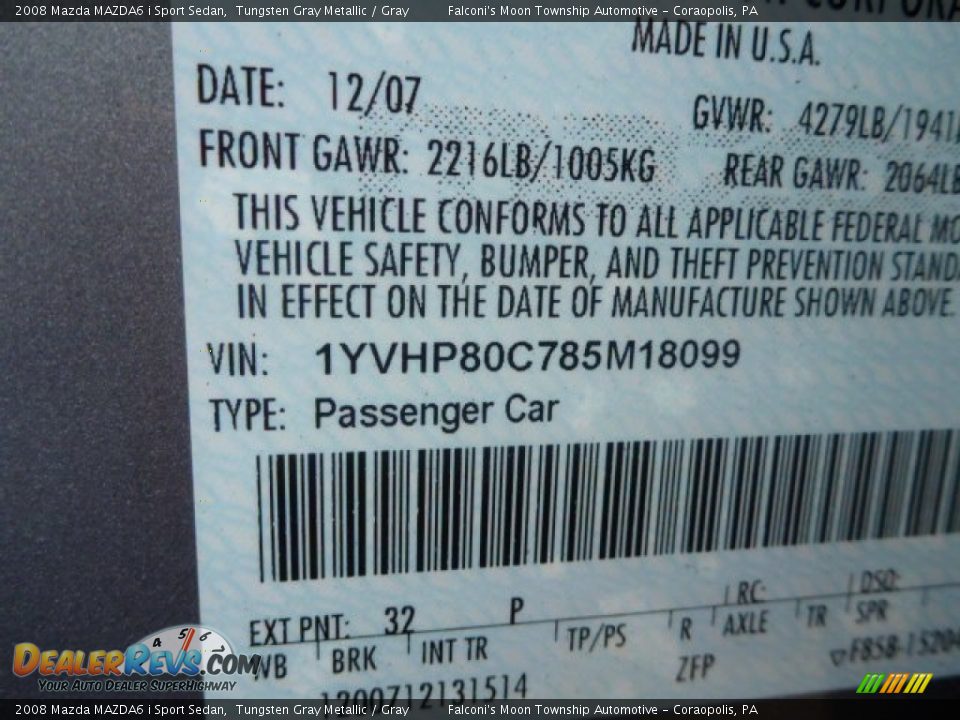 2008 Mazda MAZDA6 i Sport Sedan, Tungsten Gray Metallic / Gray Falconi's Moon Township Automotive - Coraopolis, PA
MADE IN U.S.A.
DATE: 12/07
GVWR: 4279LB/1941
FRONT GAWR: 2216LB/1005KG REAR GAWR: 2064LB
THIS VEHICLE CONFORMS TO ALL APPLICABLE FEDERAL MO
VEHICLE SAFETY, BUMPER, AND THEFT PREVENTION STAND
IN EFFECT ON THE DATE OF MANUFACTURE SHOWN ABOVE.
VIN: 1YVHP80C785M18099
TYPE: Passenger Car
EXT PNT: 32 P RC: DSO:
WB BRK INT TR TP/PS R AXLE TR SPR
ZFP
1200712131514
4 5 6
DEALERREVS.COM
YOUR AUTO DEALER SUPERHIGHWAY
2008 Mazda MAZDA6 i Sport Sedan, Tungsten Gray Metallic / Gray Falconi's Moon Township Automotive - Coraopolis, PA